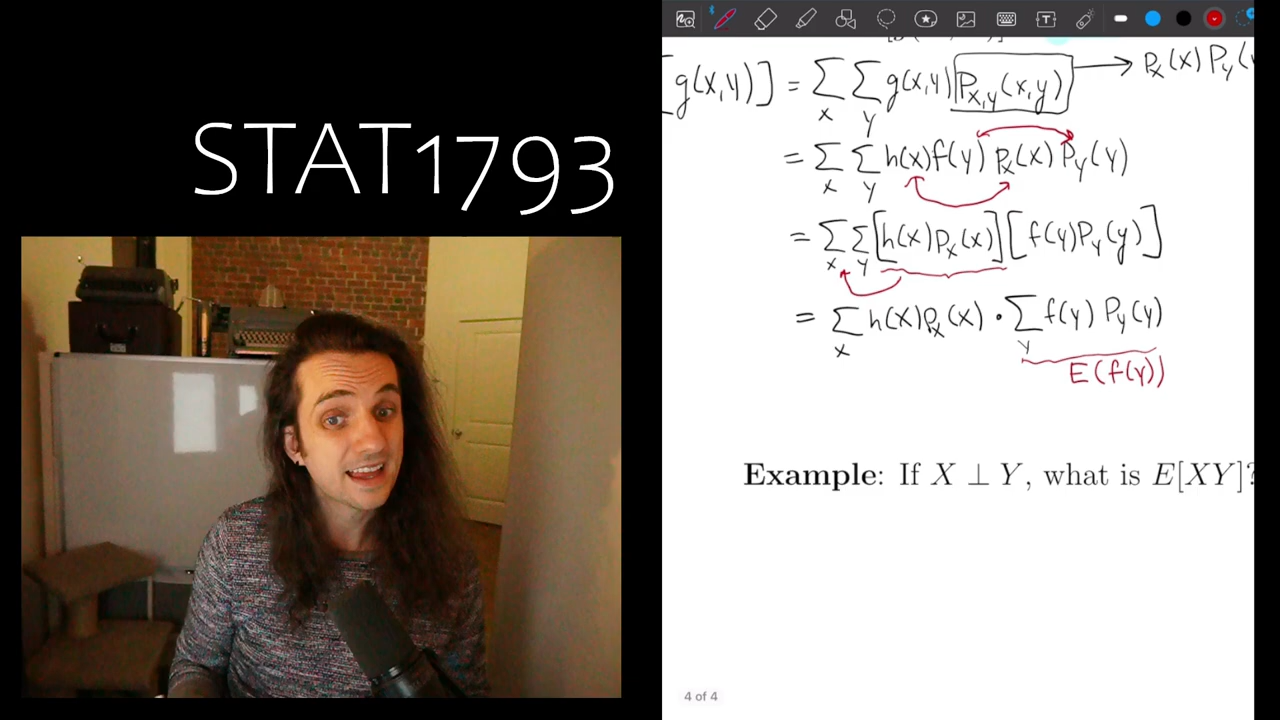 STAT1793
g(x,y)] = ∑x ∑y g(x,y) P_{X,Y}(x,y) → P_X(x) P_Y(y
= ∑x ∑y h(x)f(y) P_X(x) P_Y(y)
= ∑x ∑y [h(x)P_X(x)][f(y)P_Y(y)]
= ∑x h(x)P_X(x) · ∑y f(y) P_Y(y)
E(f(y))
Example: If X ⊥ Y, what is E[XY]?
4 of 4